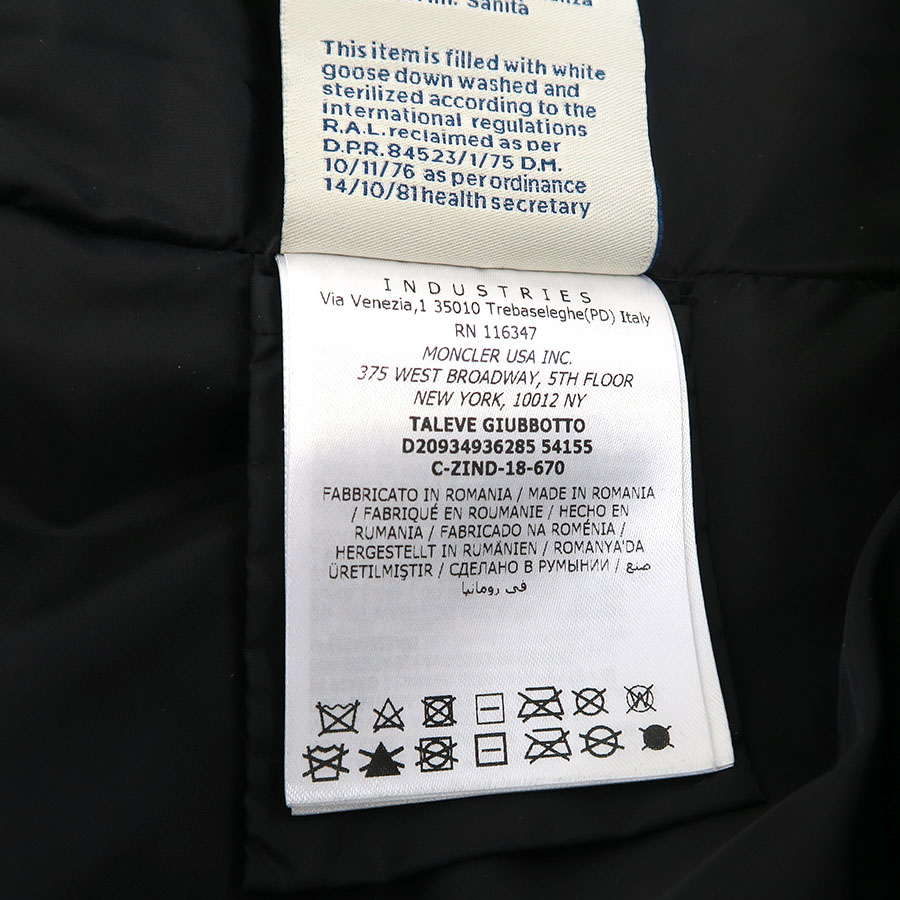 Sanità
This item is filled with white
goose down washed and
sterilized according to the
international regulations
R.A.L. reclaimed as per
D.P.R. 84523/1/75 D.M.
10/11/76 as per ordinance
14/10/81 health secretary
INDUSTRIES
Via Venezia,1 35010 Trebaseleghe(PD) Italy
RN 116347
MONCLER USA INC.
375 WEST BROADWAY, 5TH FLOOR
NEW YORK, 10012 NY
TALEVE GIUBBOTTO
D20934936285 54155
C-ZIND-18-670
FABBRICATO IN ROMANIA / MADE IN ROMANIA
/ FABRIQUÉ EN ROUMANIE / HECHO EN
RUMANIA / FABRICADO NA ROMÉNIA /
HERGESTELLT IN RUMÄNIEN / ROMANYA'DA
ÜRETILMIŞTIR / СДЕЛАНО В РУМЫНИИ / صنع
في رومانيا
W